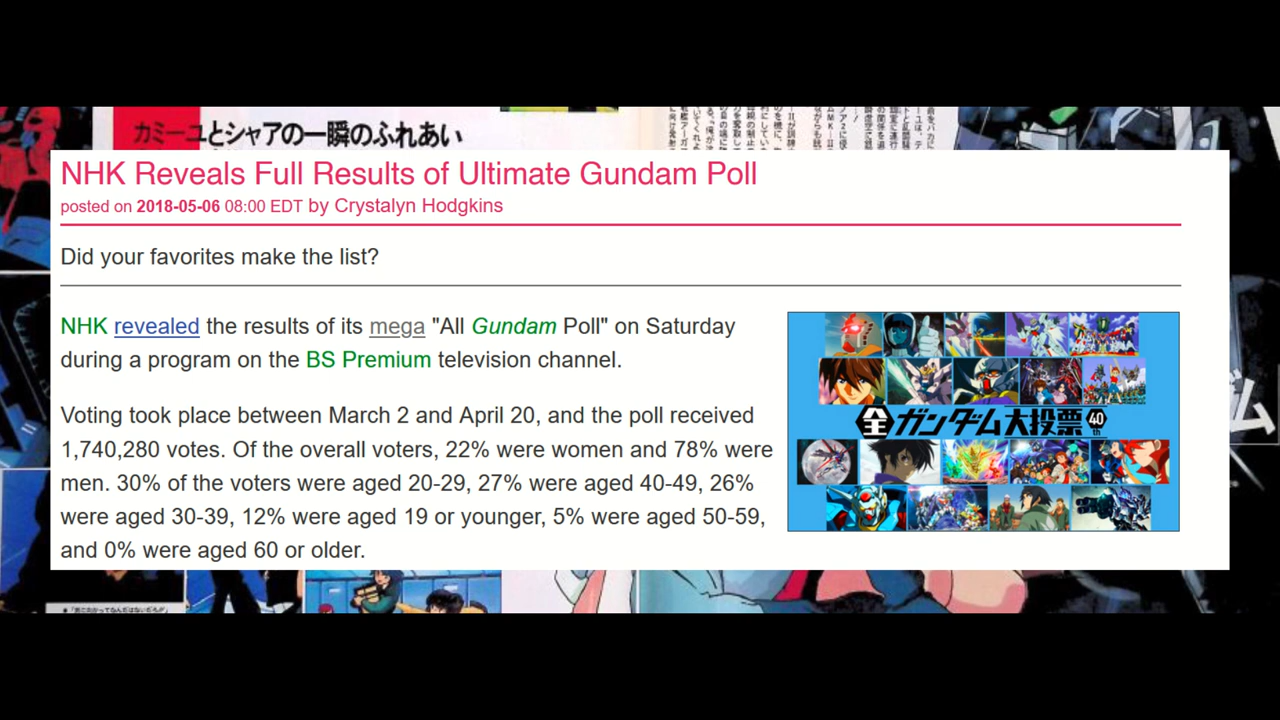 カミーユとシャアの一瞬のふれあい
NHK Reveals Full Results of Ultimate Gundam Poll
posted on 2018-05-06 08:00 EDT by Crystalyn Hodgkins
Did your favorites make the list?
NHK revealed the results of its mega "All Gundam Poll" on Saturday
during a program on the BS Premium television channel.
Voting took place between March 2 and April 20, and the poll received
1,740,280 votes. Of the overall voters, 22% were women and 78% were
men. 30% of the voters were aged 20-29, 27% were aged 40-49, 26%
were aged 30-39, 12% were aged 19 or younger, 5% were aged 50-59,
and 0% were aged 60 or older.
全ガンダム大投票 40th